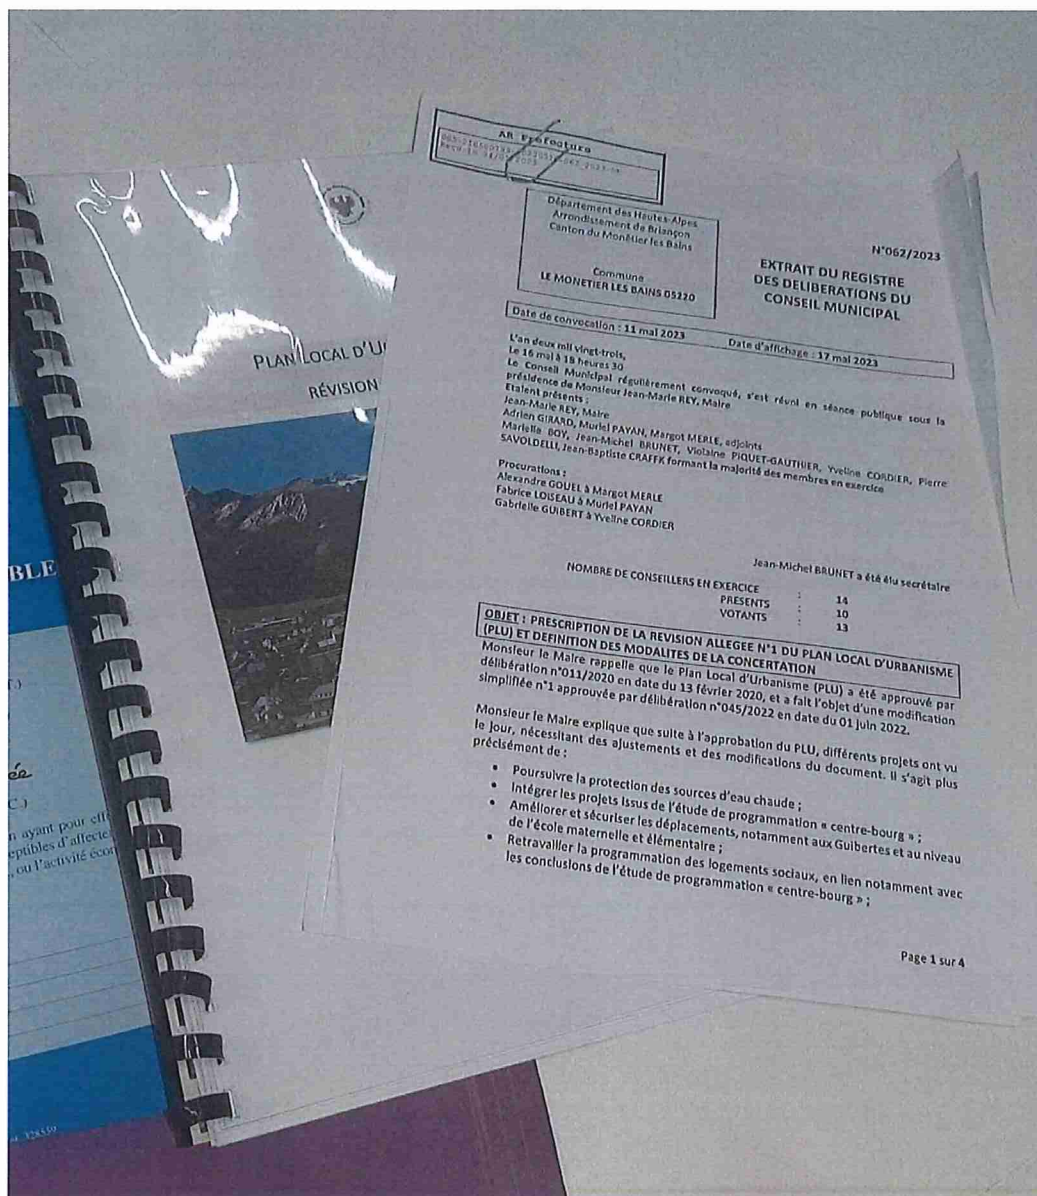 AR Prefecture
PLAN LOCAL D'U
RÉVISION
Département des Hautes-Alpes
Arrondissement de Briançon
Canton du Monêtier les Bains
Commune
LE MONETIER LES BAINS 05220
N°062/2023
EXTRAIT DU REGISTRE
DES DELIBERATIONS DU
CONSEIL MUNICIPAL
Date de convocation : 11 mai 2023 Date d'affichage : 17 mai 2023
L'an deux mil vingt-trois,
Le 16 mai à 18 heures 30
Le Conseil Municipal régulièrement convoqué, s'est réuni en séance publique sous la
présidence de Monsieur Jean-Marie REY, Maire
Etaient présents :
Jean-Marie REY, Maire
Adrien GIRARD, Muriel PAYAN, Margot MERLE, adjoints
Marielle BOY, Jean-Michel BRUNET, Violaine PIQUET-GAUTHIER, Yveline CORDIER, Pierre
SAVOLDELLI, Jean-Baptiste CRAFFK formant la majorité des membres en exercice
Procurations :
Alexandre GOUEL à Margot MERLE
Fabrice LOISEAU à Muriel PAYAN
Gabrielle GUIBERT à Yveline CORDIER
Jean-Michel BRUNET a été élu secrétaire
NOMBRE DE CONSEILLERS EN EXERCICE : 14
PRESENTS : 10
VOTANTS : 13
OBJET : PRESCRIPTION DE LA REVISION ALLEGEE N°1 DU PLAN LOCAL D'URBANISME
(PLU) ET DEFINITION DES MODALITES DE LA CONCERTATION
Monsieur le Maire rappelle que le Plan Local d'Urbanisme (PLU) a été approuvé par
délibération n°011/2020 en date du 13 février 2020, et a fait l'objet d'une modification
simplifiée n°1 approuvée par délibération n°045/2022 en date du 01 juin 2022.
Monsieur le Maire explique que suite à l'approbation du PLU, différents projets ont vu
le jour, nécessitant des ajustements et des modifications du document. Il s'agit plus
précisément de :
• Poursuivre la protection des sources d'eau chaude ;
• Intégrer les projets issus de l'étude de programmation « centre-bourg » ;
• Améliorer et sécuriser les déplacements, notamment aux Guibertes et au niveau
de l'école maternelle et élémentaire ;
• Retravailler la programmation des logements sociaux, en lien notamment avec
les conclusions de l'étude de programmation « centre-bourg » ;
Page 1 sur 4
BLE
T.)
ée
C.)
n ayant pour eff
eptibles d'affecte
, ou l'activité écon